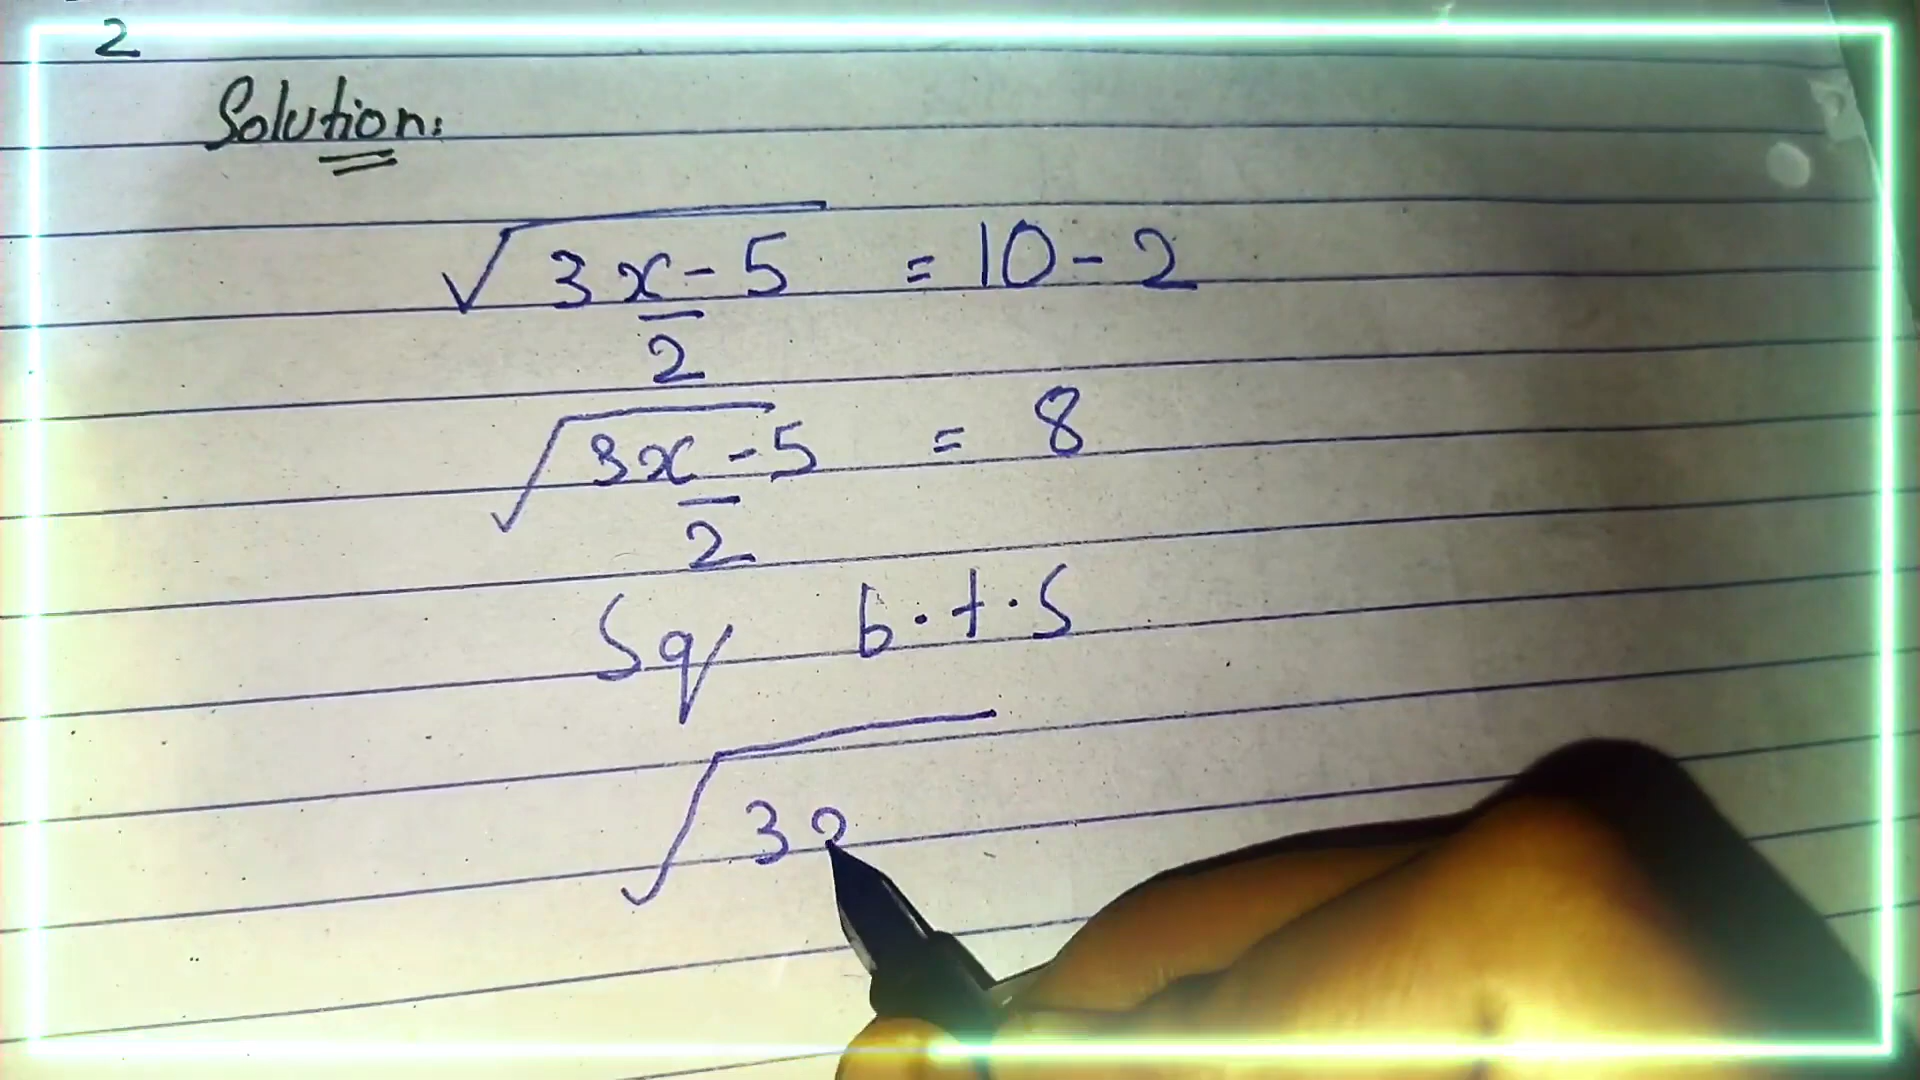 2
Solution:
√3x-5 = 10-2
2
√3x-5 = 8
2
Sq b.t.S
√3